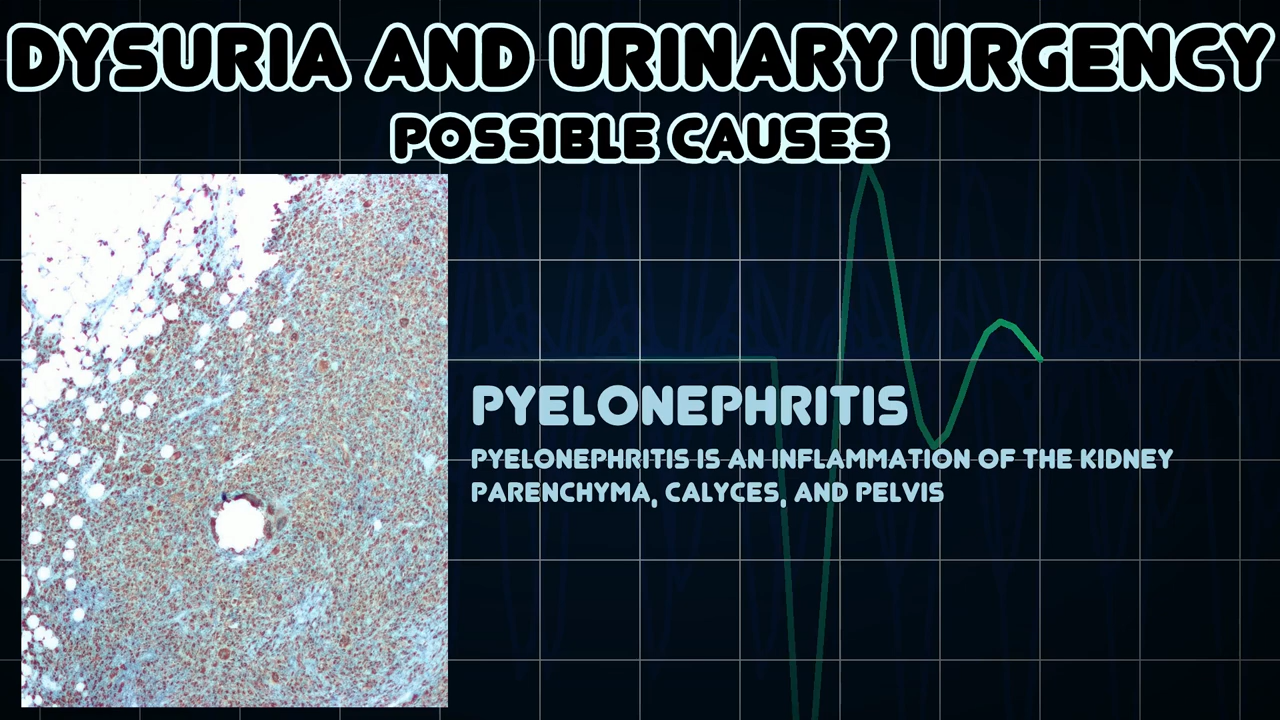 DYSURIA AND URINARY URGENCY
POSSIBLE CAUSES
PYELONEPHRITIS
PYELONEPHRITIS IS AN INFLAMMATION OF THE KIDNEY
PARENCHYMA, CALYCES, AND PELVIS